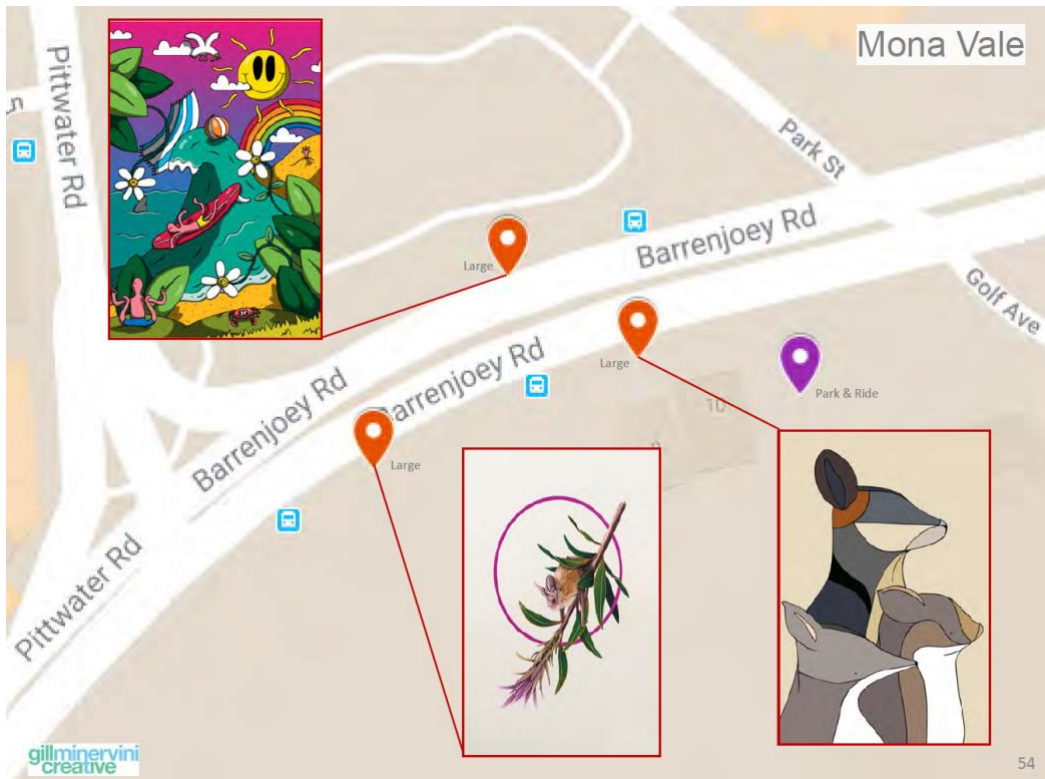 Mona Vale
Pittwater Rd
Park St
Barrenjoey Rd
Large
Golf Ave
Large
Barrenjoey Rd
Park & Ride
Barrenjoey Rd
Large
10
Pittwater Rd
gillminervini
creative
54